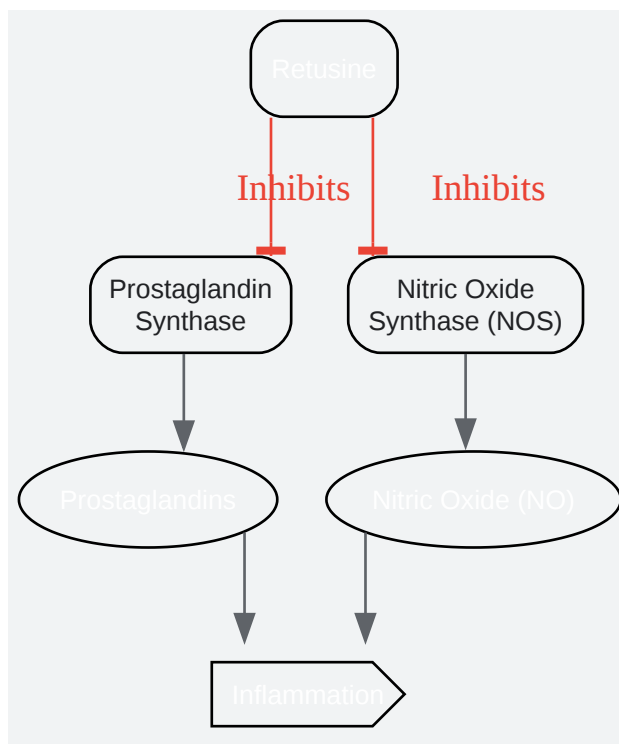 Retusine
Inhibits
Inhibits
Prostaglandin
Synthase
Nitric Oxide
Synthase (NOS)
Prostaglandins
Nitric Oxide (NO)
Inflammation